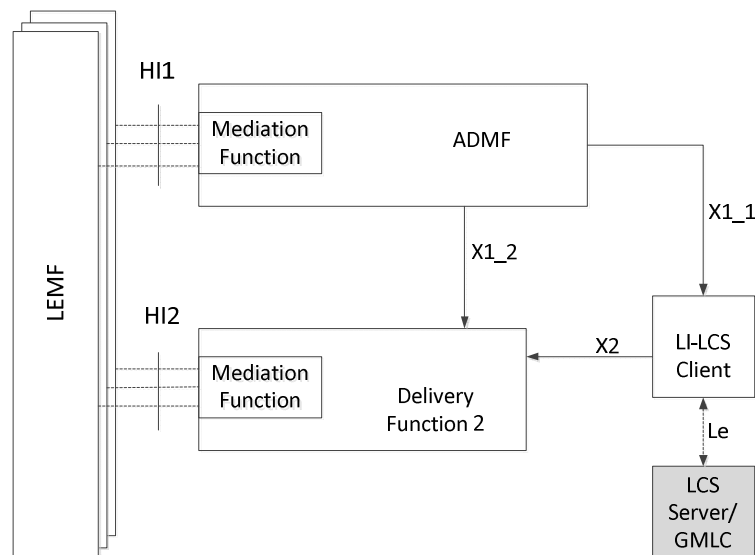 HI1
Mediation
Function
ADMF
X1_1
X1_2
LEMF
HI2
Mediation
Function
Delivery
Function 2
X2
LI-LCS
Client
Le
LCS
Server/
GMLC